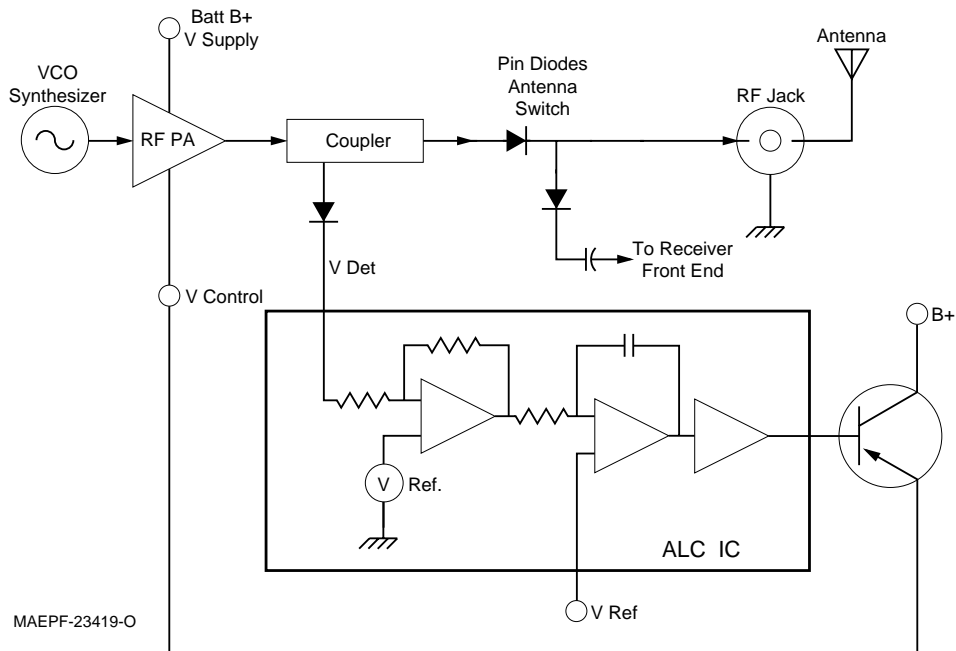 Batt B+
V Supply
VCO
Synthesizer
RF PA
Coupler
Pin Diodes
Antenna
Switch
RF Jack
Antenna
To Receiver
Front End
V Det
V Control
B+
V
Ref.
ALC IC
V Ref
MAEPF-23419-O